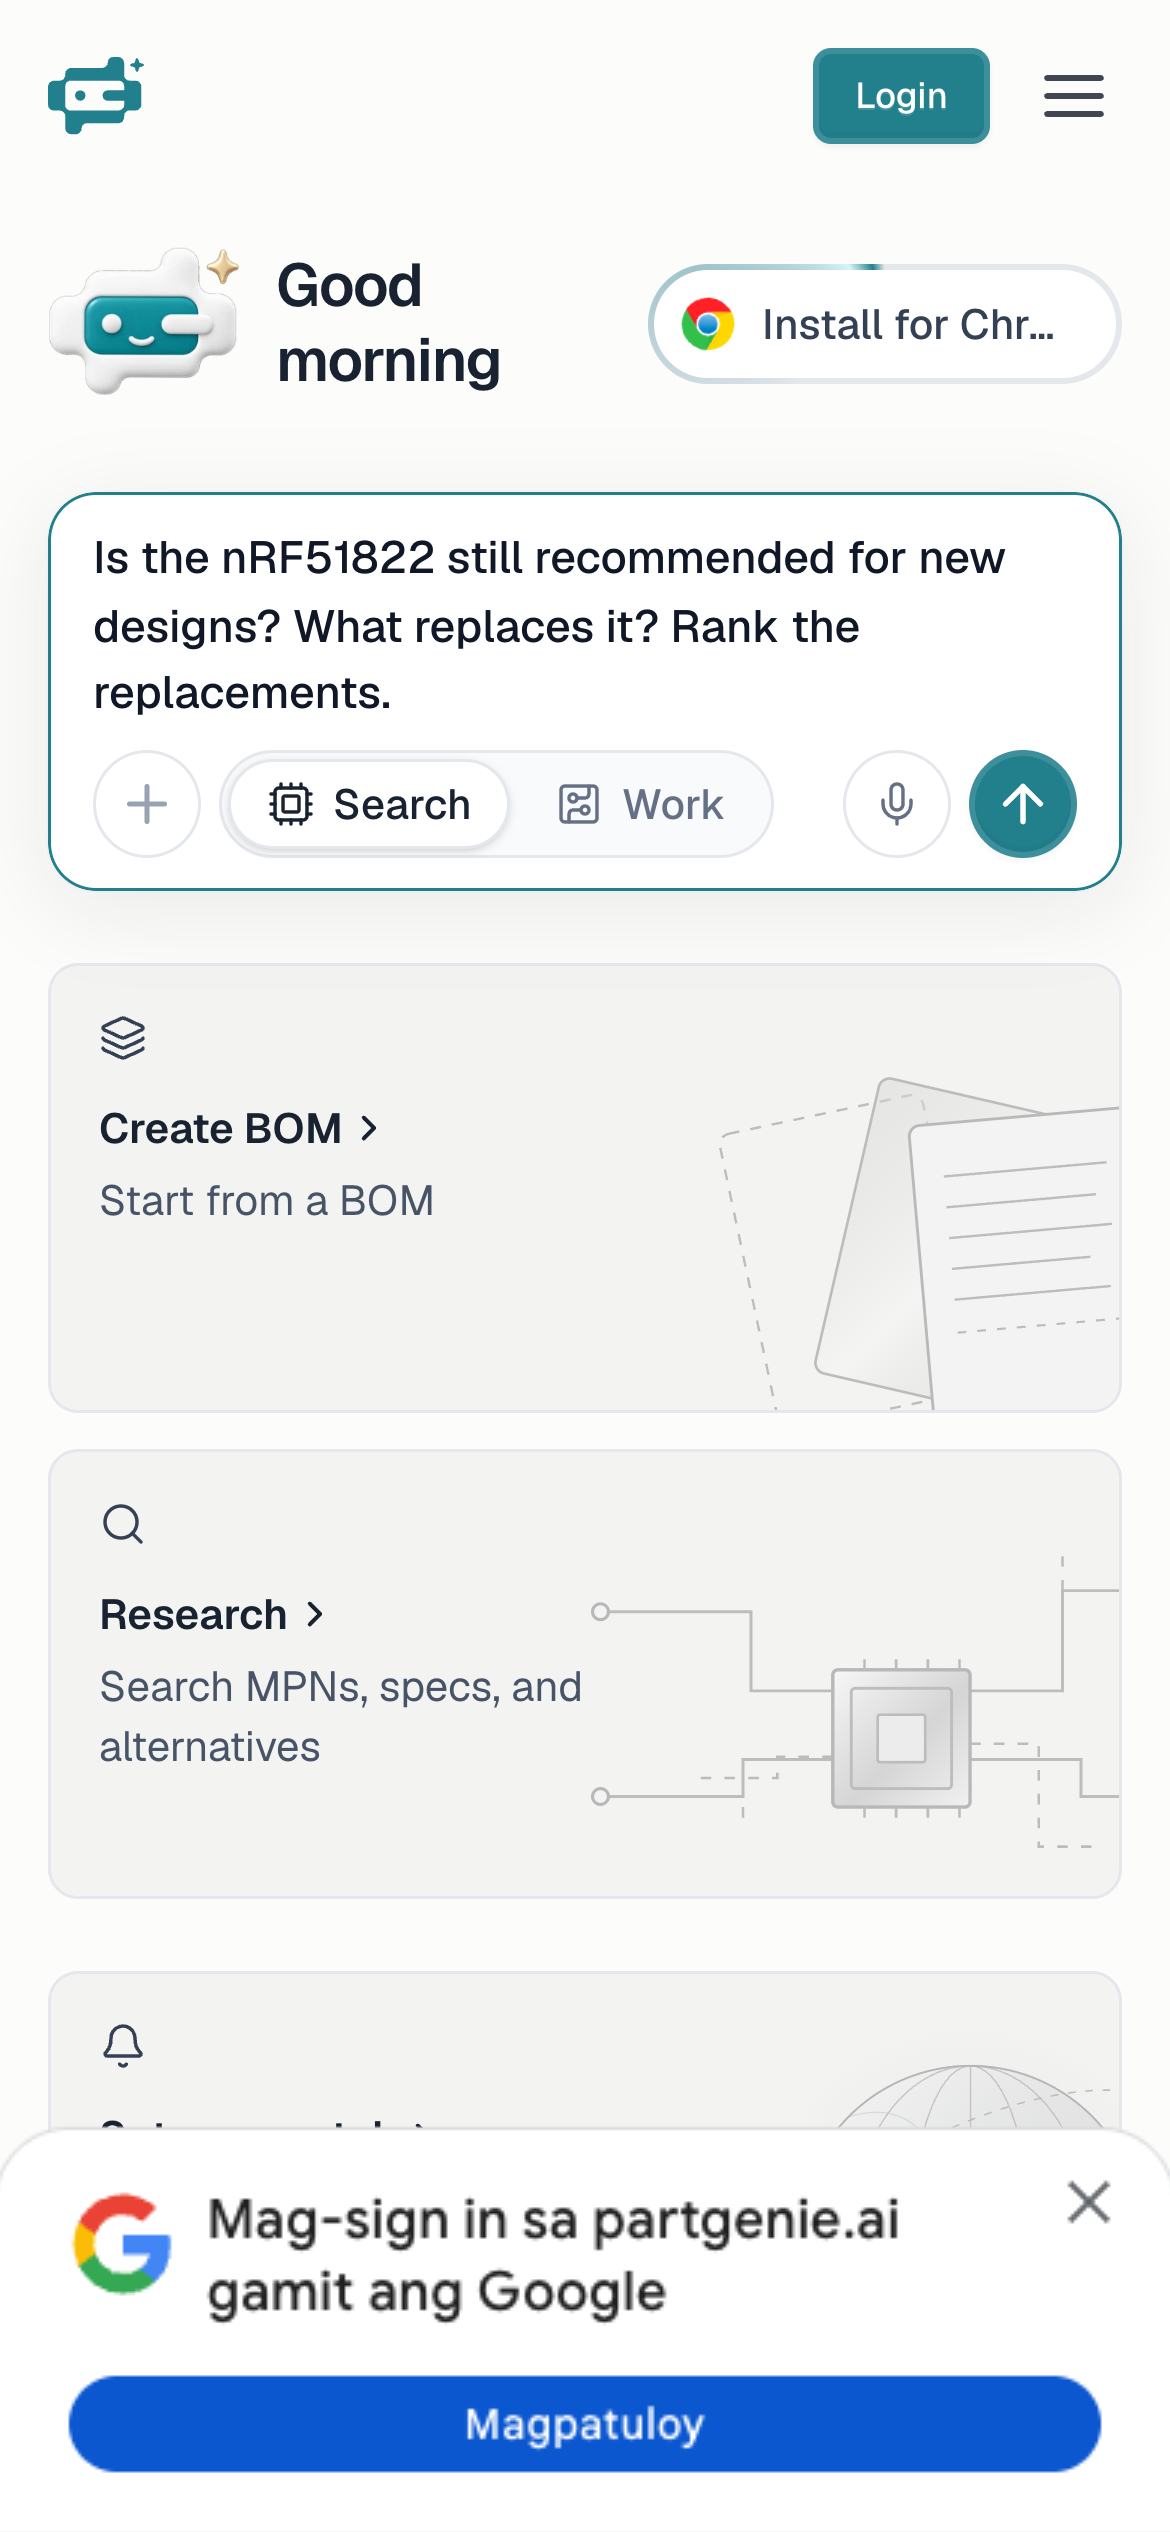 Login
Good
morning
Install for Chr...
Is the nRF51822 still recommended for new
designs? What replaces it? Rank the
replacements.
Search
Work
Create BOM
Start from a BOM
Research
Search MPNs, specs, and
alternatives
Mag-sign in sa partgenie.ai
gamit ang Google
Magpatuloy